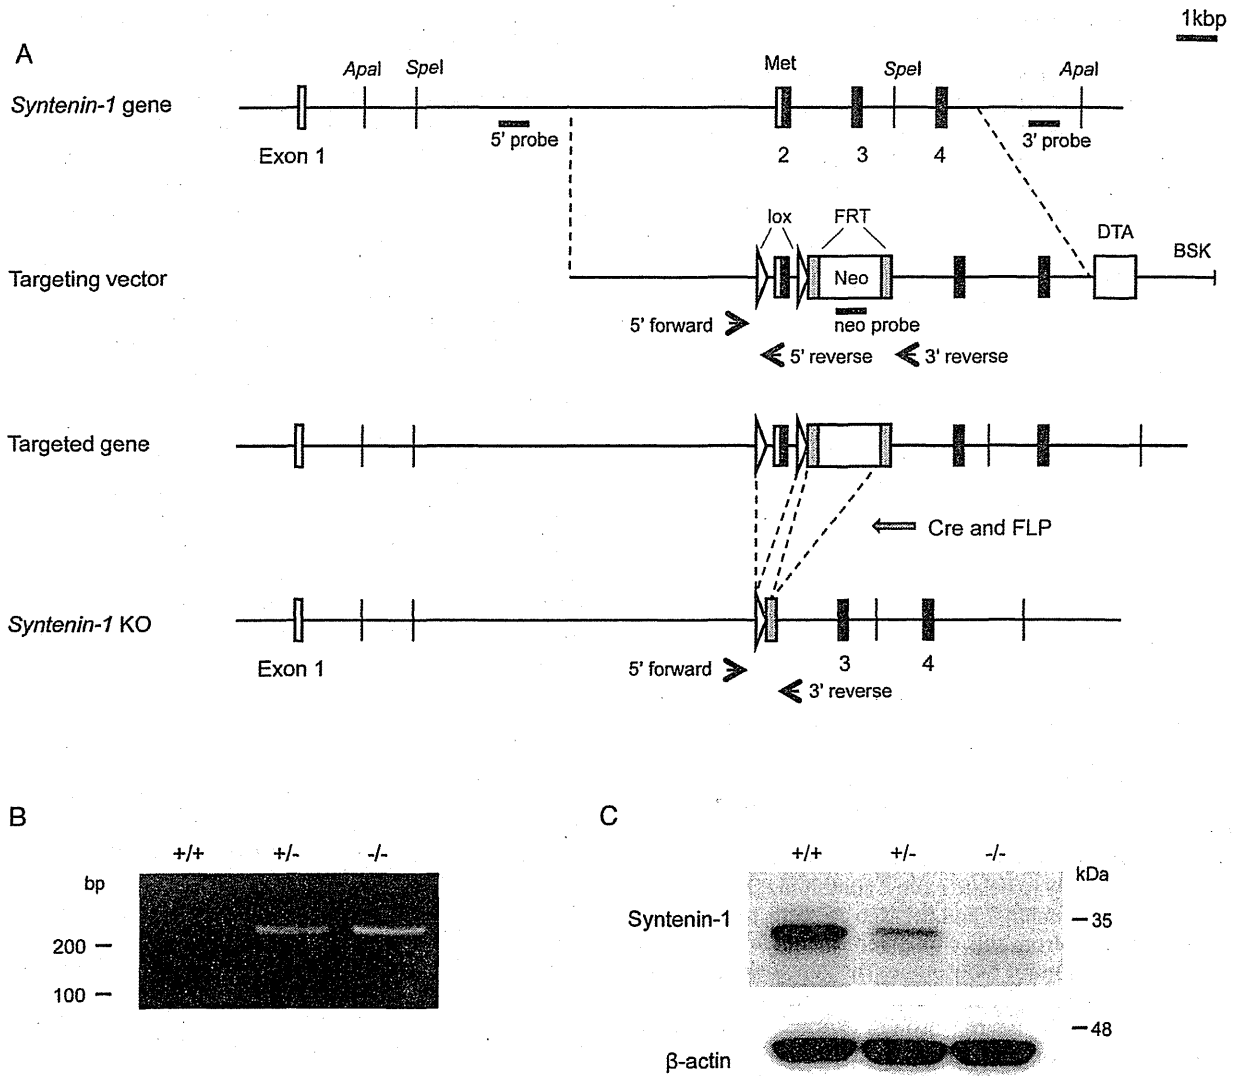 1kbp
A
ApaI SpeI Met SpeI ApaI
Syntenin-1 gene
5' probe 3' probe
Exon 1 2 3 4
lox FRT DTA
BSK
Targeting vector Neo
5' forward neo probe
5' reverse 3' reverse
Targeted gene
Cre and FLP
Syntenin-1 KO
Exon 1 5' forward 3 4
3' reverse
B
+/+ +/- -/-
bp
200
100
C
+/+ +/- -/-
kDa
Syntenin-1 35
48
β-actin